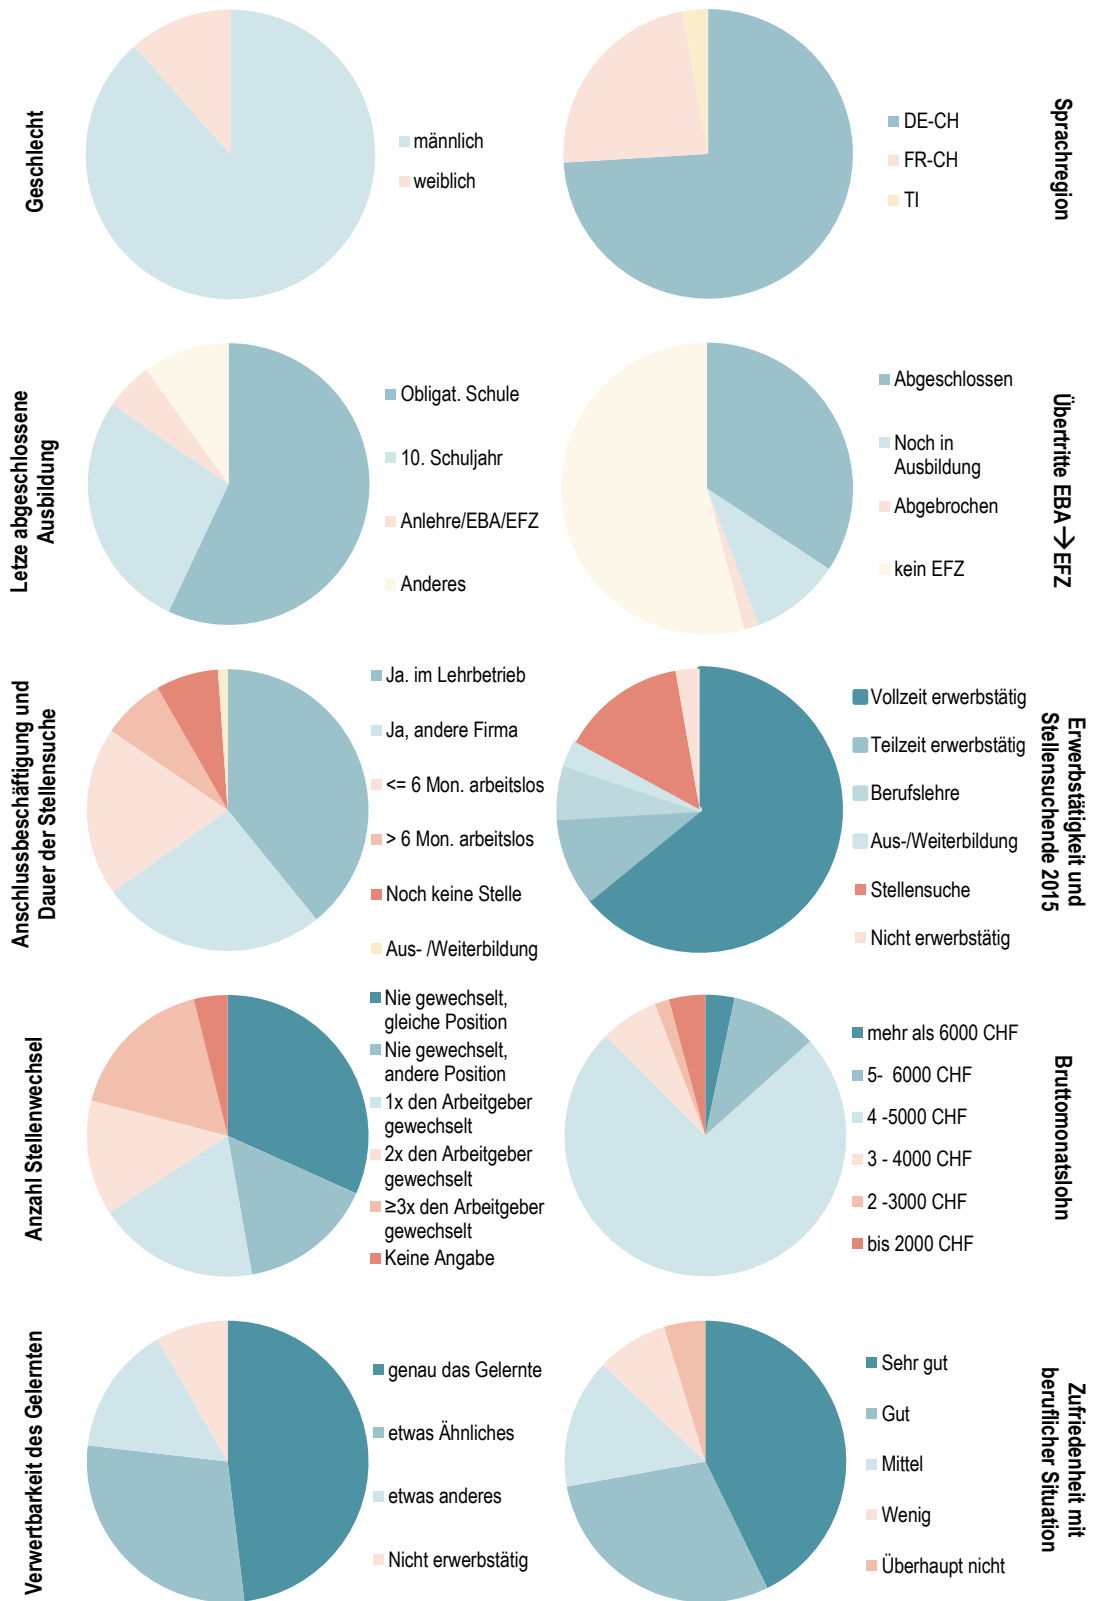 Geschlecht
männlich
weiblich
DE-CH
FR-CH
TI
Sprachregion
Letze abgeschlossene
Ausbildung
Obligat. Schule
10. Schuljahr
Anlehre/EBA/EFZ
Anderes
Abgeschlossen
Noch in
Ausbildung
Abgebrochen
kein EFZ
Übertritte EBA→EFZ
Anschlussbeschäftigung und
Dauer der Stellensuche
Ja. im Lehrbetrieb
Ja, andere Firma
<= 6 Mon. arbeitslos
> 6 Mon. arbeitslos
Noch keine Stelle
Aus- /Weiterbildung
Vollzeit erwerbstätig
Teilzeit erwerbstätig
Berufslehre
Aus-/Weiterbildung
Stellensuche
Nicht erwerbstätig
Erwerbstätigkeit und
Stellensuchende 2015
Anzahl Stellenwechsel
Nie gewechselt,
gleiche Position
Nie gewechselt,
andere Position
1x den Arbeitgeber
gewechselt
2x den Arbeitgeber
gewechselt
≥3x den Arbeitgeber
gewechselt
Keine Angabe
mehr als 6000 CHF
5- 6000 CHF
4 -5000 CHF
3 - 4000 CHF
2 -3000 CHF
bis 2000 CHF
Bruttomonatslohn
Verwertbarkeit des Gelernten
genau das Gelernte
etwas Ähnliches
etwas anderes
Nicht erwerbstätig
Sehr gut
Gut
Mittel
Wenig
Überhaupt nicht
Zufriedenheit mit
beruflicher Situation